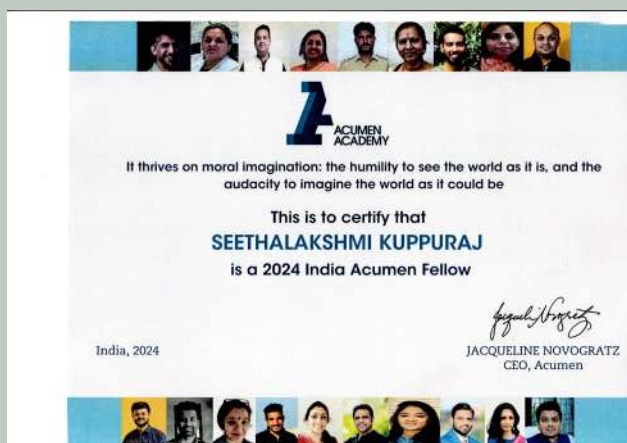 ACUMEN
ACADEMY
It thrives on moral imagination: the humility to see the world as it is, and the
audacity to imagine the world as it could be
This is to certify that
SEETHALAKSHMI KUPPURAJ
is a 2024 India Acumen Fellow
India, 2024
Jacqueline Novogratz
JACQUELINE NOVOGRATZ
CEO, Acumen